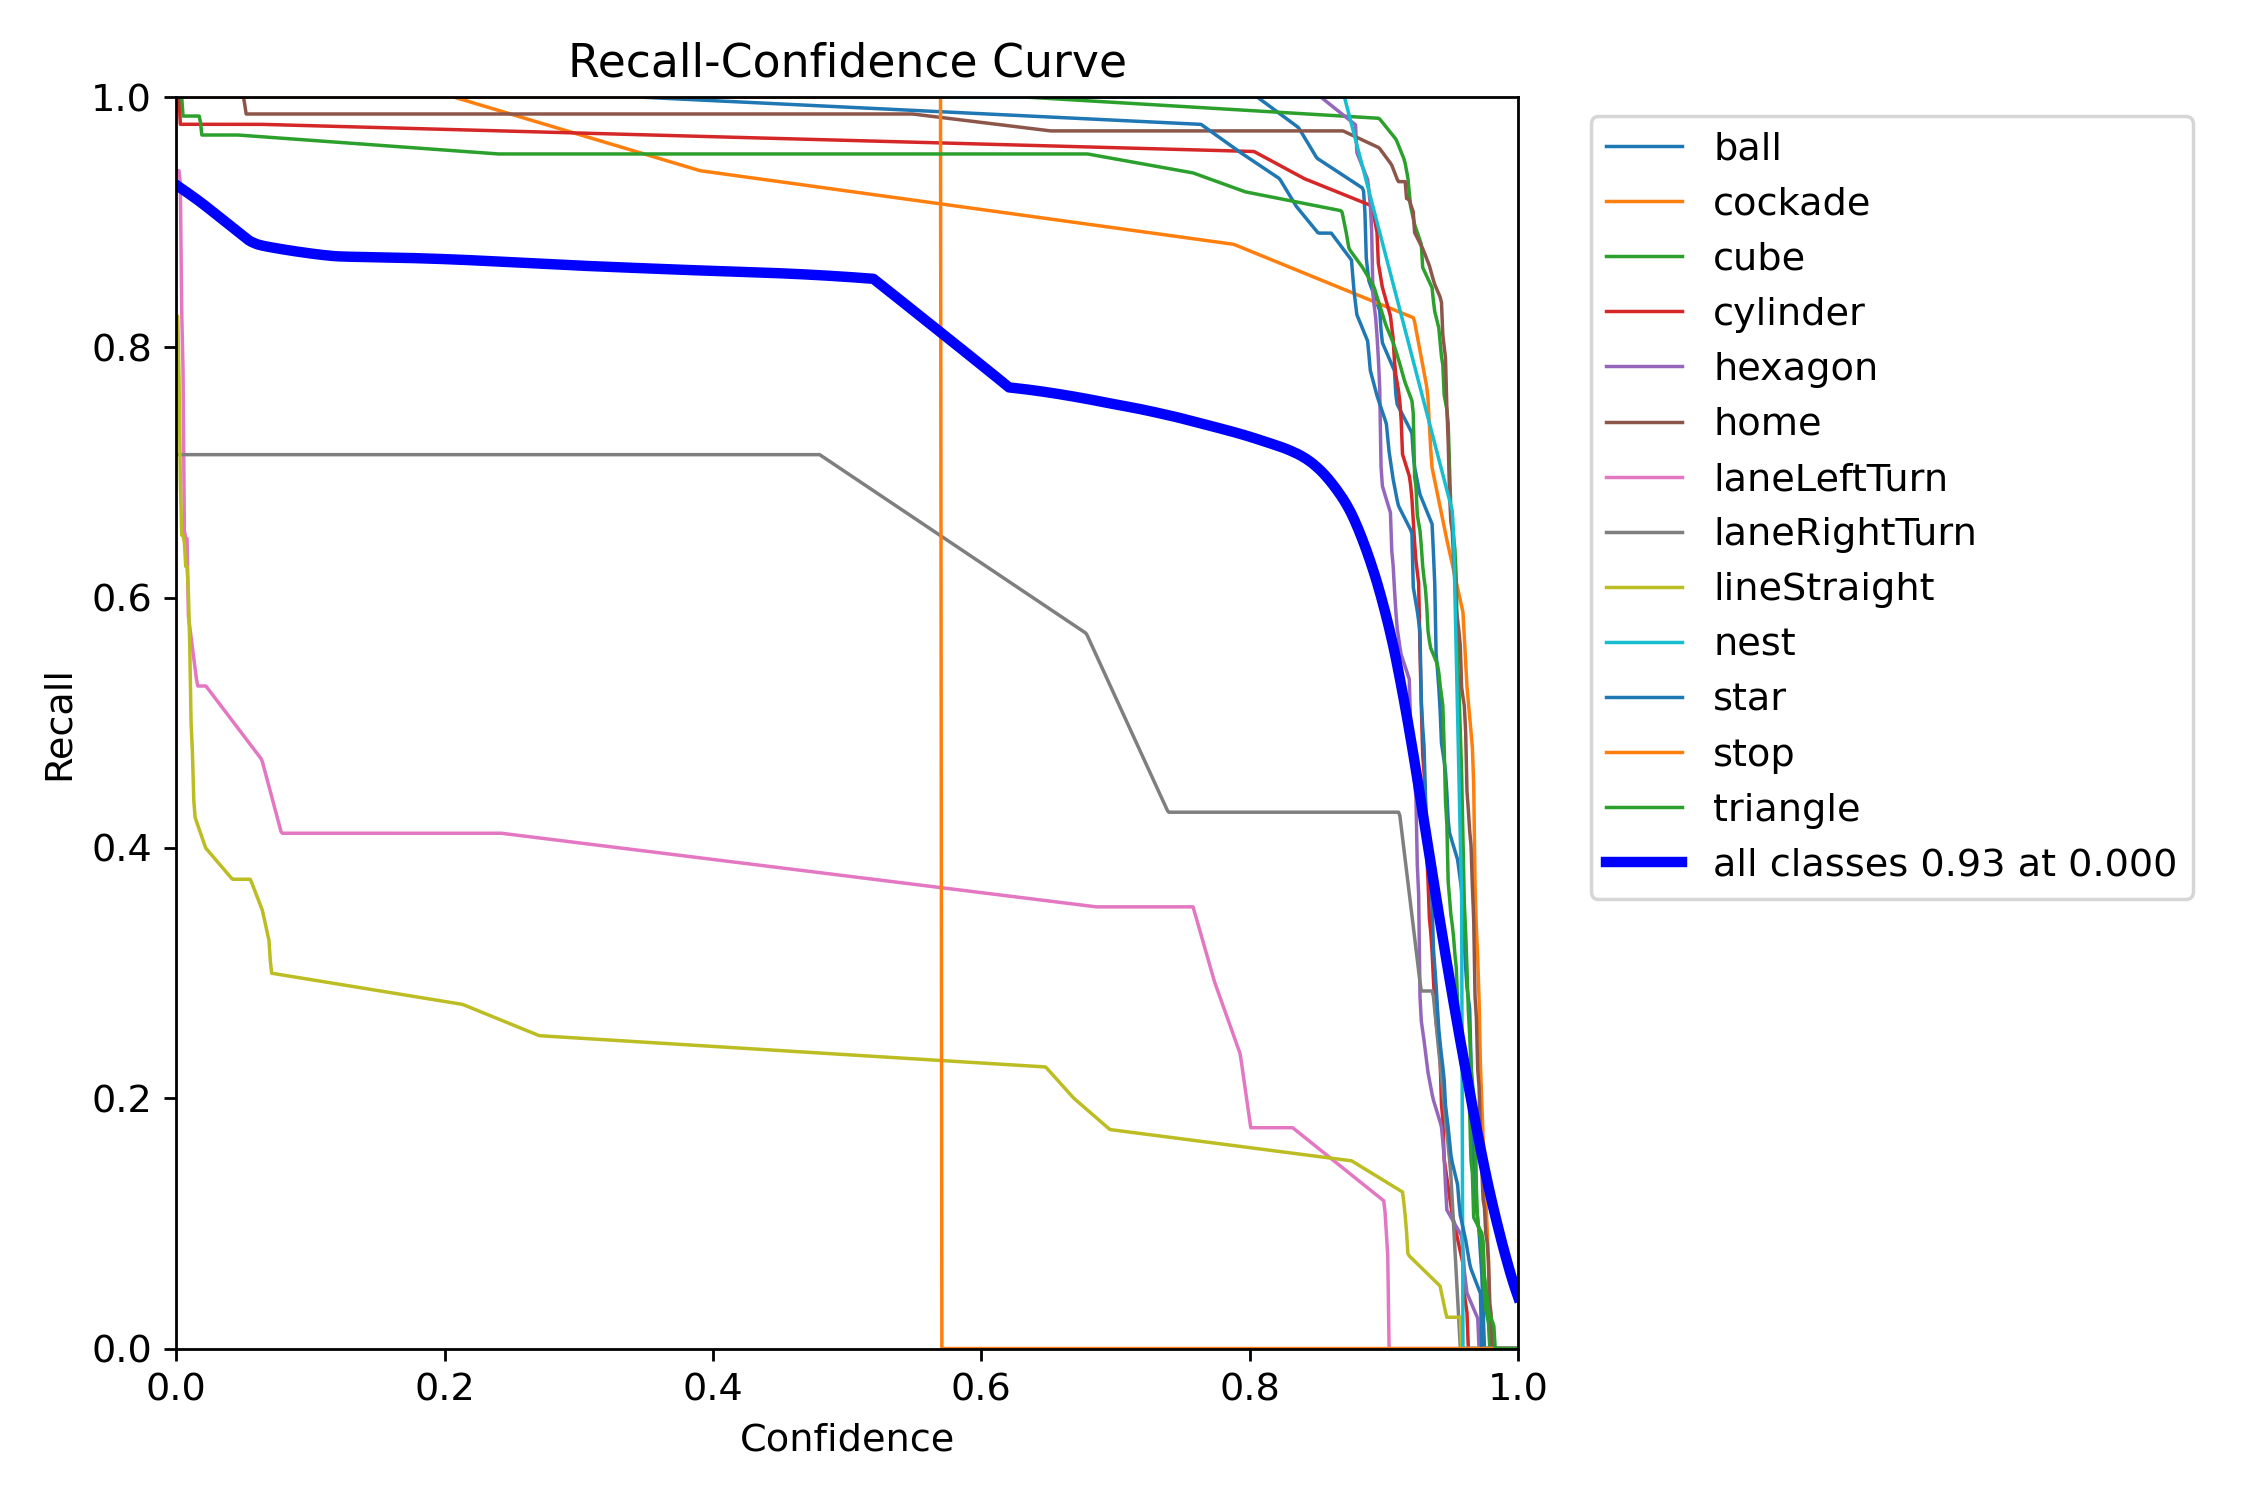 Recall-Confidence Curve
1.0
0.8
0.6
0.4
0.2
0.0
Recall
0.0 0.2 0.4 0.6 0.8 1.0
Confidence
ball
cockade
cube
cylinder
hexagon
home
laneLeftTurn
laneRightTurn
lineStraight
nest
star
stop
triangle
all classes 0.93 at 0.000